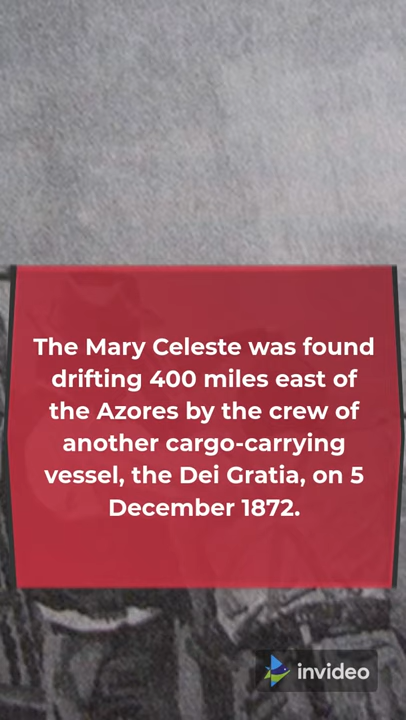 The Mary Celeste was found
drifting 400 miles east of
the Azores by the crew of
another cargo-carrying
vessel, the Dei Gratia, on 5
December 1872.
invideo